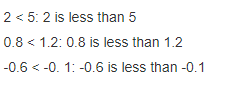 2 < 5: 2 is less than 5
0.8 < 1.2: 0.8 is less than 1.2
-0.6 < -0. 1: -0.6 is less than -0.1